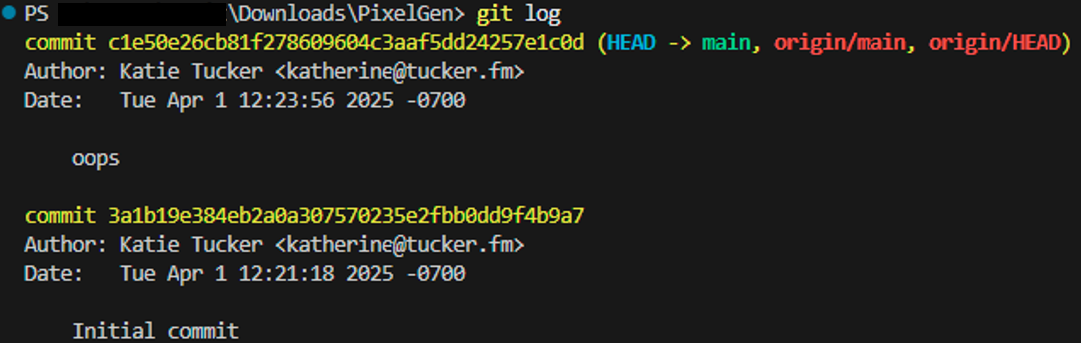 PS \Downloads\PixelGen> git log
commit c1e50e26cb81f278609604c3aaf5dd24257e1c0d (HEAD -> main, origin/main, origin/HEAD)
Author: Katie Tucker <katherine@tucker.fm>
Date:   Tue Apr 1 12:23:56 2025 -0700
oops
commit 3a1b19e384eb2a0a307570235e2fbb0dd9f4b9a7
Author: Katie Tucker <katherine@tucker.fm>
Date:   Tue Apr 1 12:21:18 2025 -0700
Initial commit